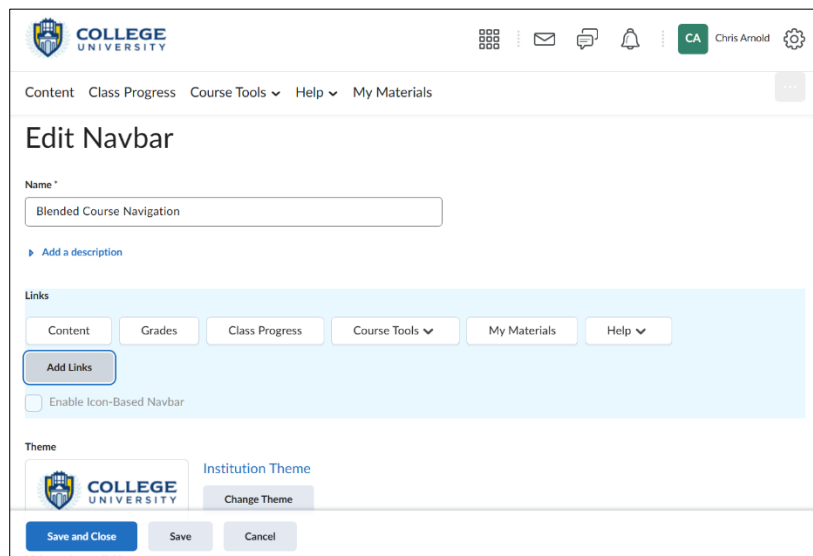 COLLEGE
UNIVERSITY
CA Chris Arnold
Content Class Progress Course Tools Help My Materials
Edit Navbar
Name *
Blended Course Navigation
Add a description
Links
Content Grades Class Progress Course Tools My Materials Help
Add Links
Enable Icon-Based Navbar
Theme
Institution Theme
COLLEGE
UNIVERSITY
Change Theme
Save and Close Save Cancel